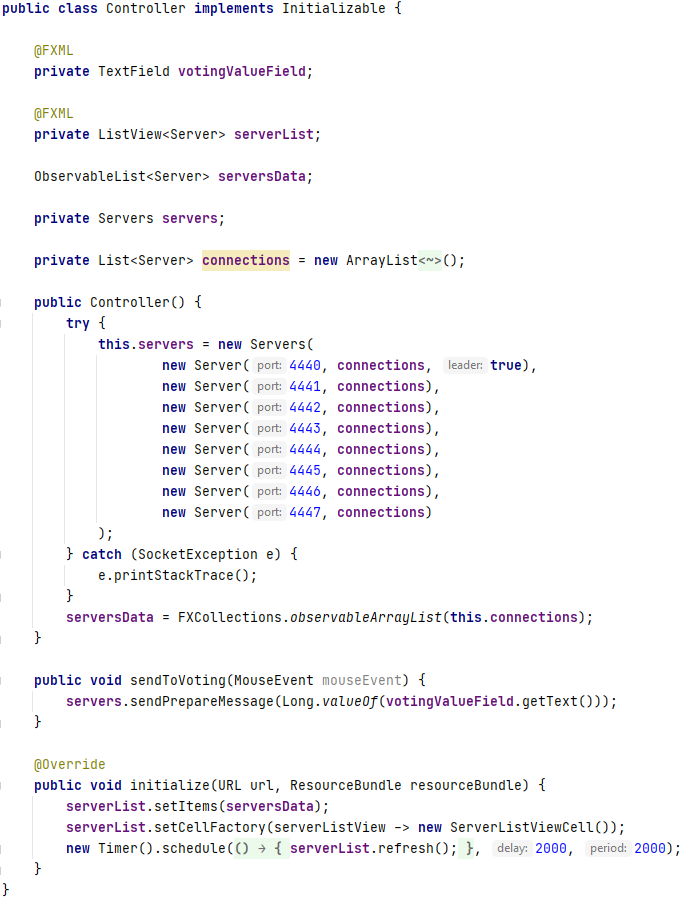 public class Controller implements Initializable {
@FXML
private TextField votingValueField;
@FXML
private ListView<Server> serverList;
ObservableList<Server> serversData;
private Servers servers;
private List<Server> connections = new ArrayList<~>();
public Controller() {
try {
this.servers = new Servers(
new Server( port: 4440, connections, leader: true),
new Server( port: 4441, connections),
new Server( port: 4442, connections),
new Server( port: 4443, connections),
new Server( port: 4444, connections),
new Server( port: 4445, connections),
new Server( port: 4446, connections),
new Server( port: 4447, connections)
);
} catch (SocketException e) {
e.printStackTrace();
}
serversData = FXCollections.observableArrayList(this.connections);
}
public void sendToVoting(MouseEvent mouseEvent) {
servers.sendPrepareMessage(Long.valueOf(votingValueField.getText()));
}
@Override
public void initialize(URL url, ResourceBundle resourceBundle) {
serverList.setItems(serversData);
serverList.setCellFactory(serverListView -> new ServerListViewCell());
new Timer().schedule(() → { serverList.refresh(); }, delay: 2000, period: 2000);
}
}